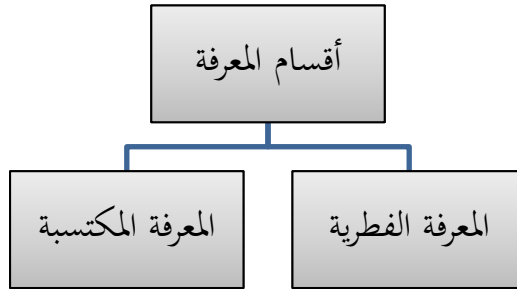 أقسام المعرفة
المعرفة الفطرية
المعرفة المكتسبة